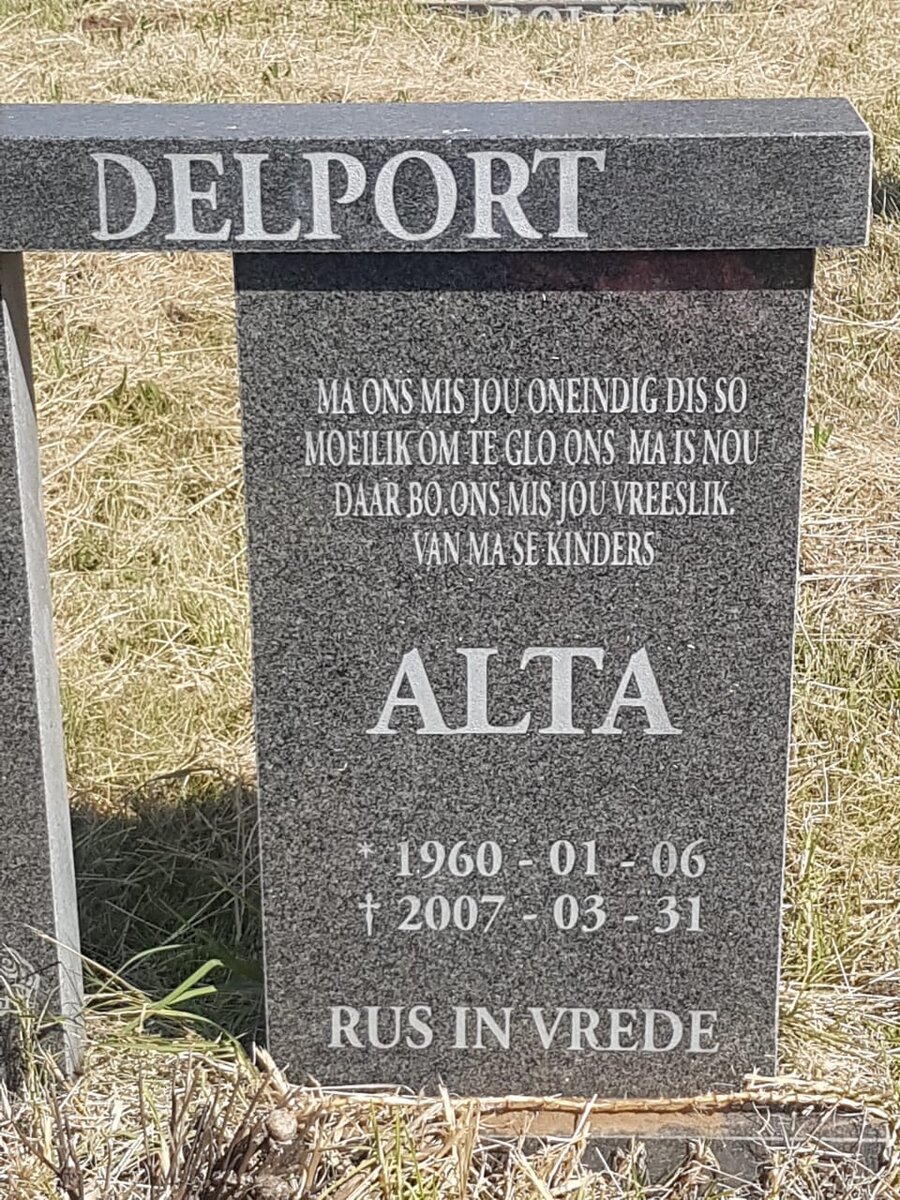 DELPORT
MA ONS MIS JOU ONEINDIG DIS SO
MOEILIK OM TE GLO ONS MA IS NOU
DAAR BO.ONS MIS JOU VREESLIK.
VAN MA SE KINDERS
ALTA
* 1960 - 01 - 06
† 2007 - 03 - 31
RUS IN VREDE